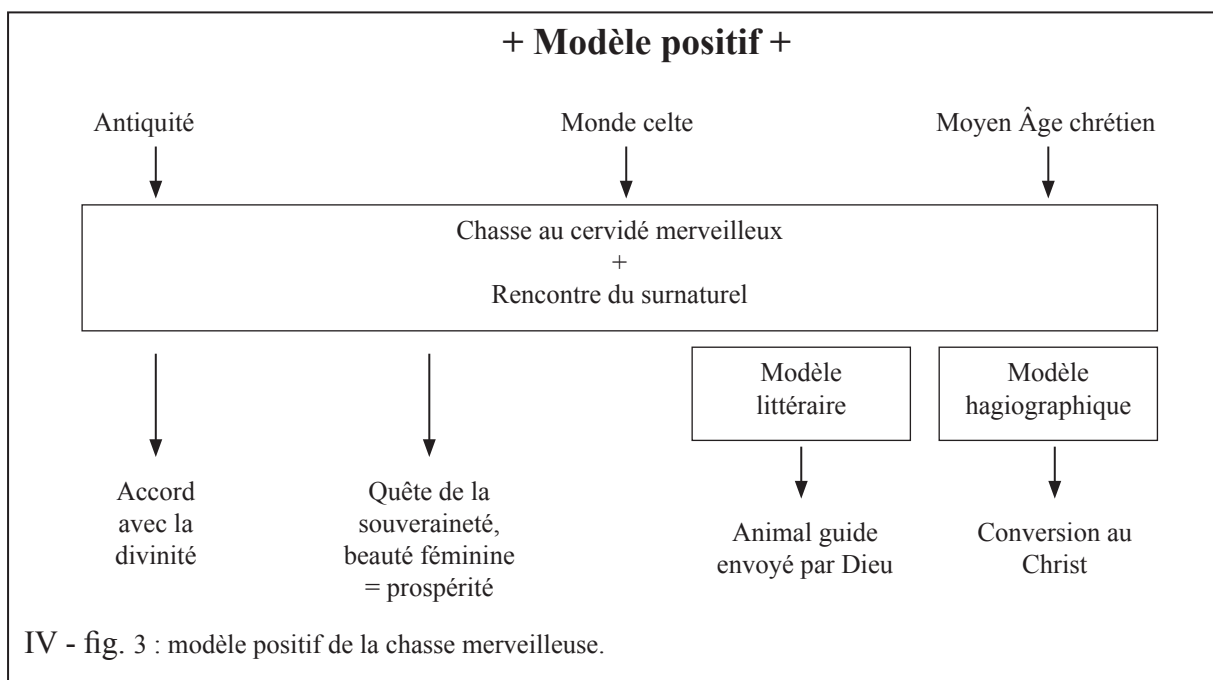 + Modèle positif +
Antiquité
Monde celte
Moyen Âge chrétien
Chasse au cervidé merveilleux
+
Rencontre du surnaturel
Modèle
littéraire
Modèle
hagiographique
Accord
avec la
divinité
Quête de la
souveraineté,
beauté féminine
= prospérité
Animal guide
envoyé par Dieu
Conversion au
Christ
IV - fig. 3 : modèle positif de la chasse merveilleuse.